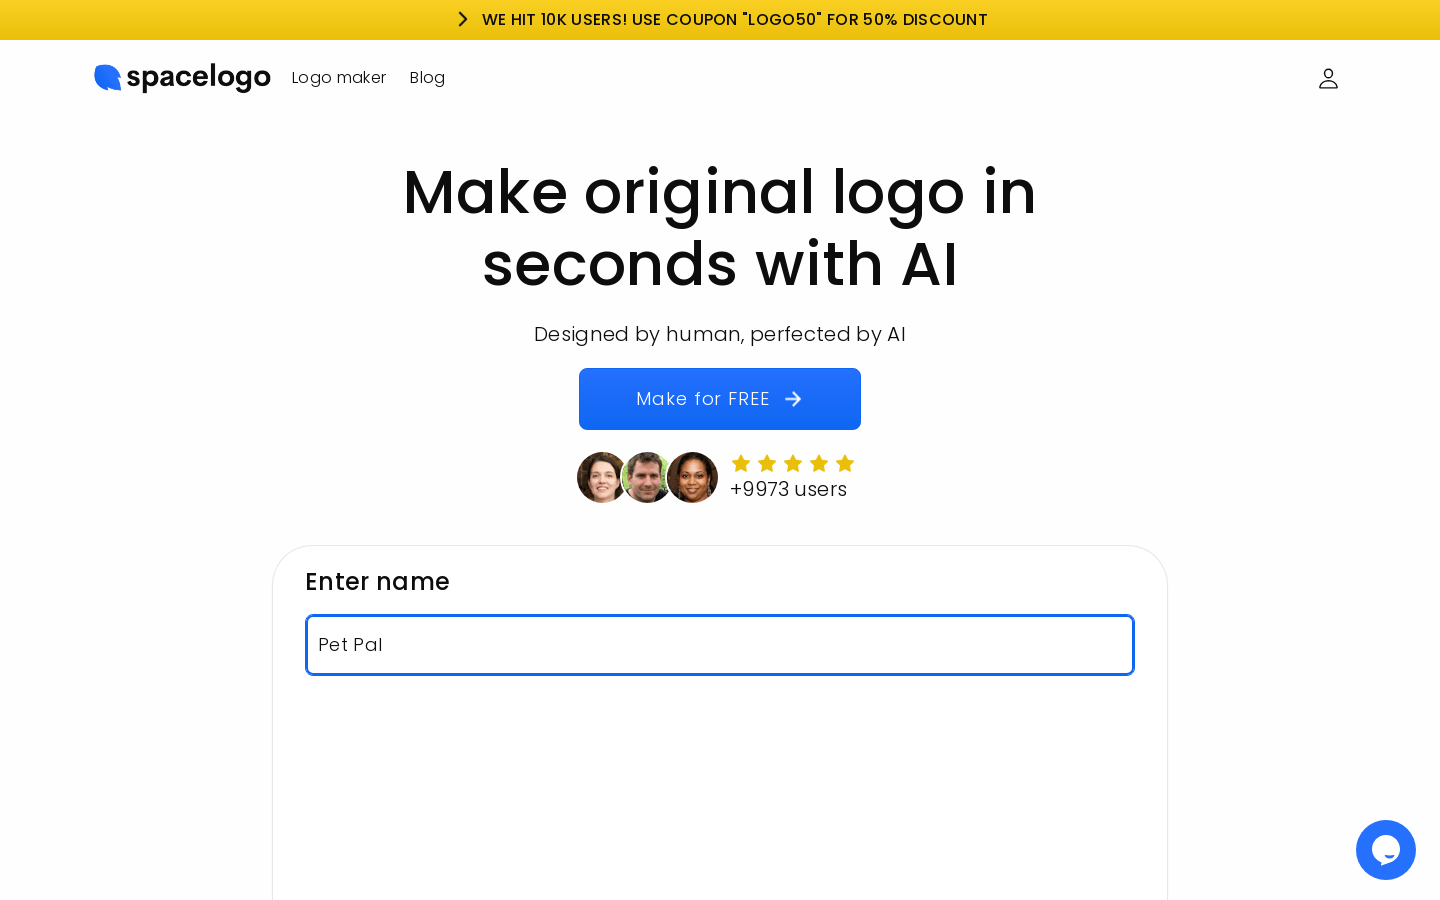 WE HIT 10K USERS! USE COUPON "LOGO50" FOR 50% DISCOUNT
spacelogo
Logo maker
Blog
Make original logo in
seconds with AI
Designed by human, perfected by AI
Make for FREE
+9973 users
Enter name
Pet Pal